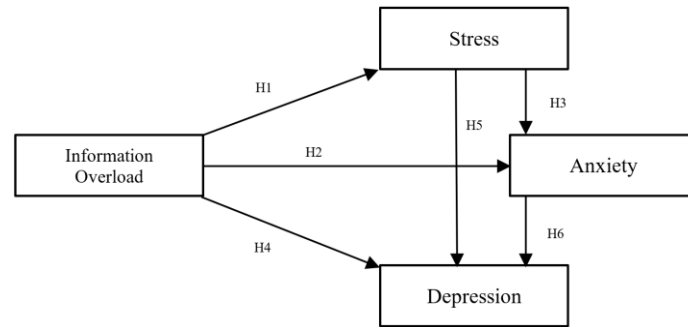 Stress
H1
H3
H5
Information
Overload
H2
Anxiety
H4
H6
Depression